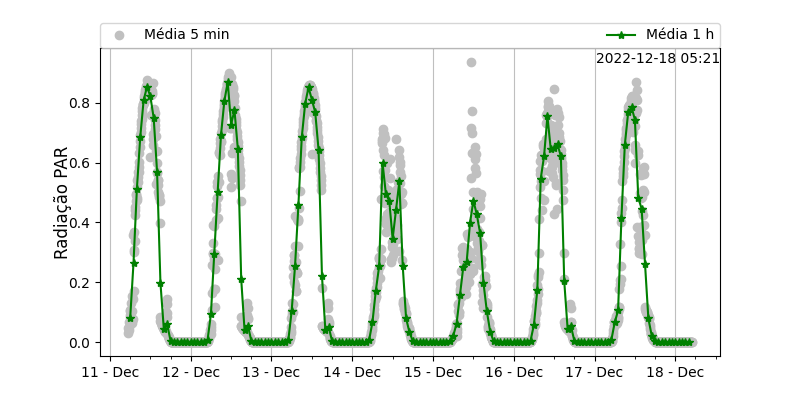 Média 5 min
Média 1 h
2022-12-18 05:21
Radiação PAR
0.8
0.6
0.4
0.2
0.0
11 - Dec
12 - Dec
13 - Dec
14 - Dec
15 - Dec
16 - Dec
17 - Dec
18 - Dec